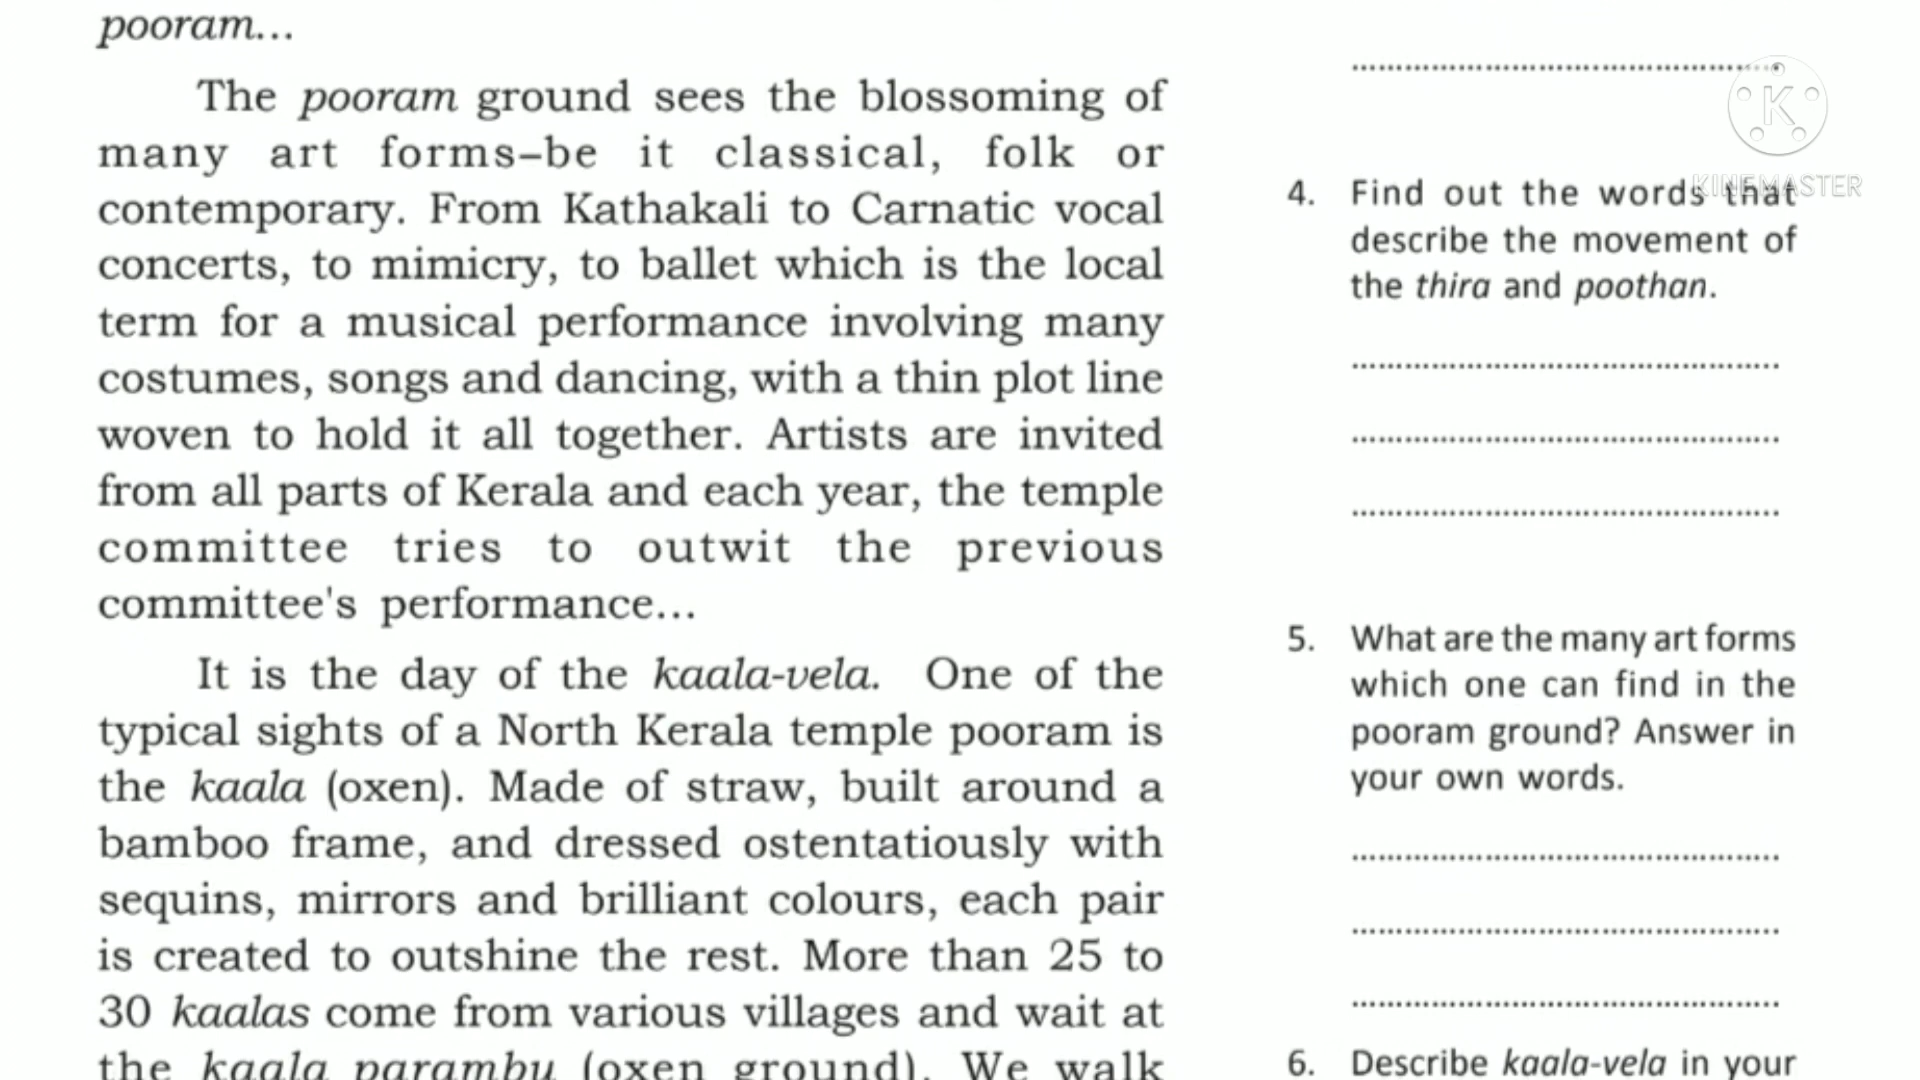 pooram...
The pooram ground sees the blossoming of
many art forms–be it classical, folk or
contemporary. From Kathakali to Carnatic vocal
concerts, to mimicry, to ballet which is the local
term for a musical performance involving many
costumes, songs and dancing, with a thin plot line
woven to hold it all together. Artists are invited
from all parts of Kerala and each year, the temple
committee tries to outwit the previous
committee's performance...
It is the day of the kaala-vela. One of the
typical sights of a North Kerala temple pooram is
the kaala (oxen). Made of straw, built around a
bamboo frame, and dressed ostentatiously with
sequins, mirrors and brilliant colours, each pair
is created to outshine the rest. More than 25 to
30 kaalas come from various villages and wait at
the kaala parambu (oxen ground). We walk
4. Find out the words that
describe the movement of
the thira and poothan.
5. What are the many art forms
which one can find in the
pooram ground? Answer in
your own words.
6. Describe kaala-vela in your
K
KINEMASTER